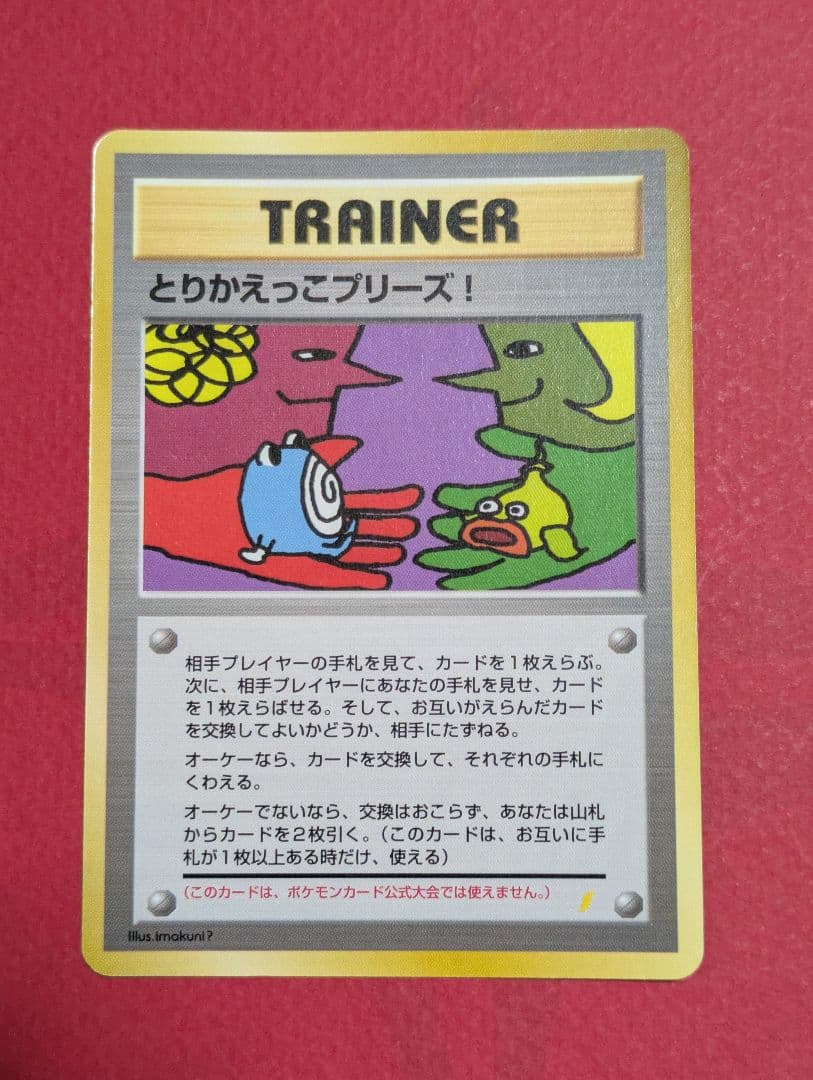 TRAINER
とりかえっこプリーズ！
相手プレイヤーの手札を見て、カードを1枚えらぶ。
次に、相手プレイヤーにあなたの手札を見せ、カード
を1枚えらばせる。そして、お互いがえらんだカード
を交換してよいかどうか、相手にたずねる。
オーケーなら、カードを交換して、それぞれの手札に
くわえる。
オーケーでないなら、交換はおこらず、あなたは山札
からカードを2枚引く。（このカードは、お互いに手
札が1枚以上ある時だけ、使える）
（このカードは、ポケモンカード公式大会では使えません。）
Illus.imakuni?